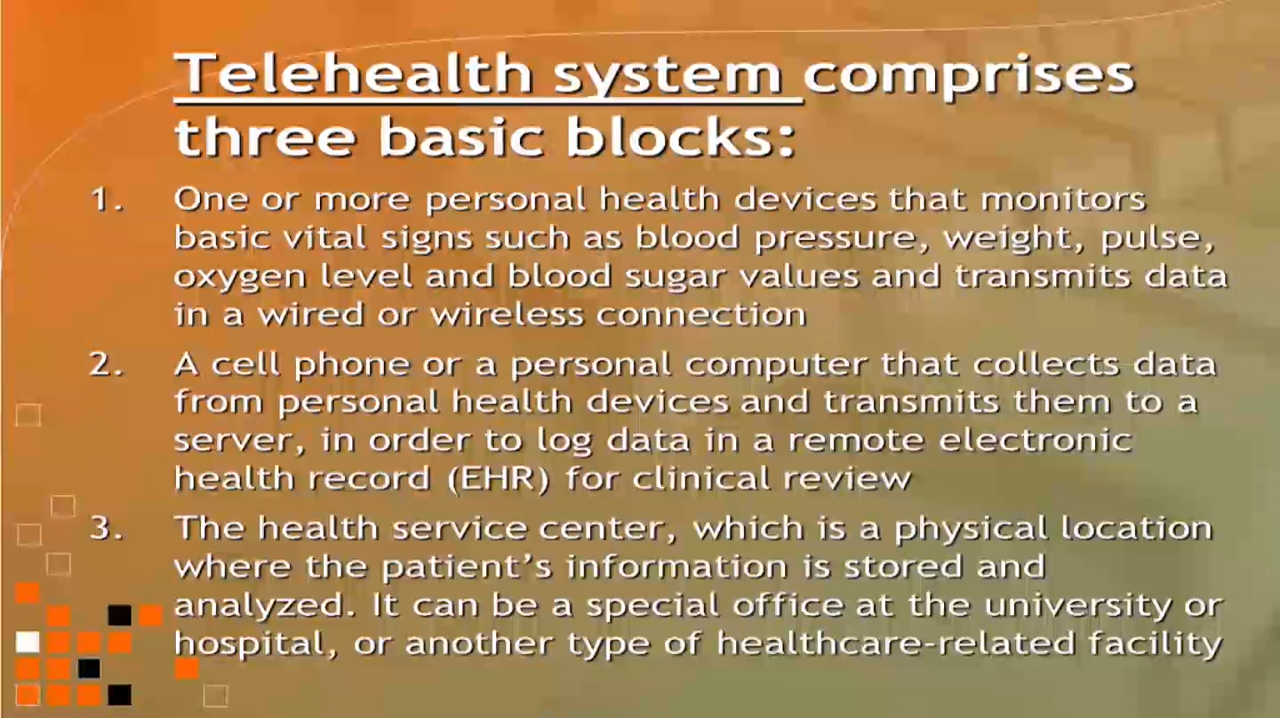 Telehealth system comprises
three basic blocks:
1. One or more personal health devices that monitors
basic vital signs such as blood pressure, weight, pulse,
oxygen level and blood sugar values and transmits data
in a wired or wireless connection
2. A cell phone or a personal computer that collects data
from personal health devices and transmits them to a
server, in order to log data in a remote electronic
health record (EHR) for clinical review
3. The health service center, which is a physical location
where the patient’s information is stored and
analyzed. It can be a special office at the university or
hospital, or another type of healthcare-related facility